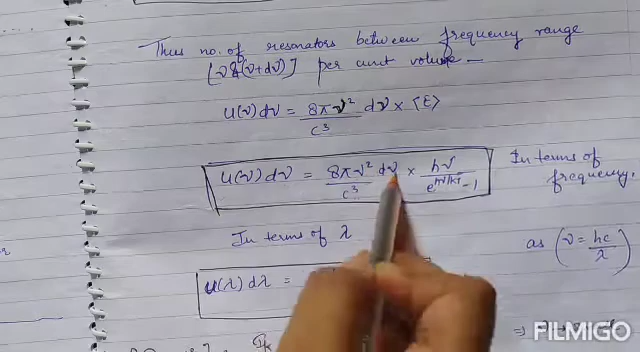 Thus no. of resonators between frequency range
[ν & (ν+dν)] per unit volume —
u(ν)dν = 8πν²/c³ dν × ⟨ε⟩
u(ν)dν = 8πν²/c³ dν × hν/(e^(hν/kT) - 1)
In terms of frequency.
In terms of λ
as (ν = hc/λ)
u(λ) dλ =
FILMIGO